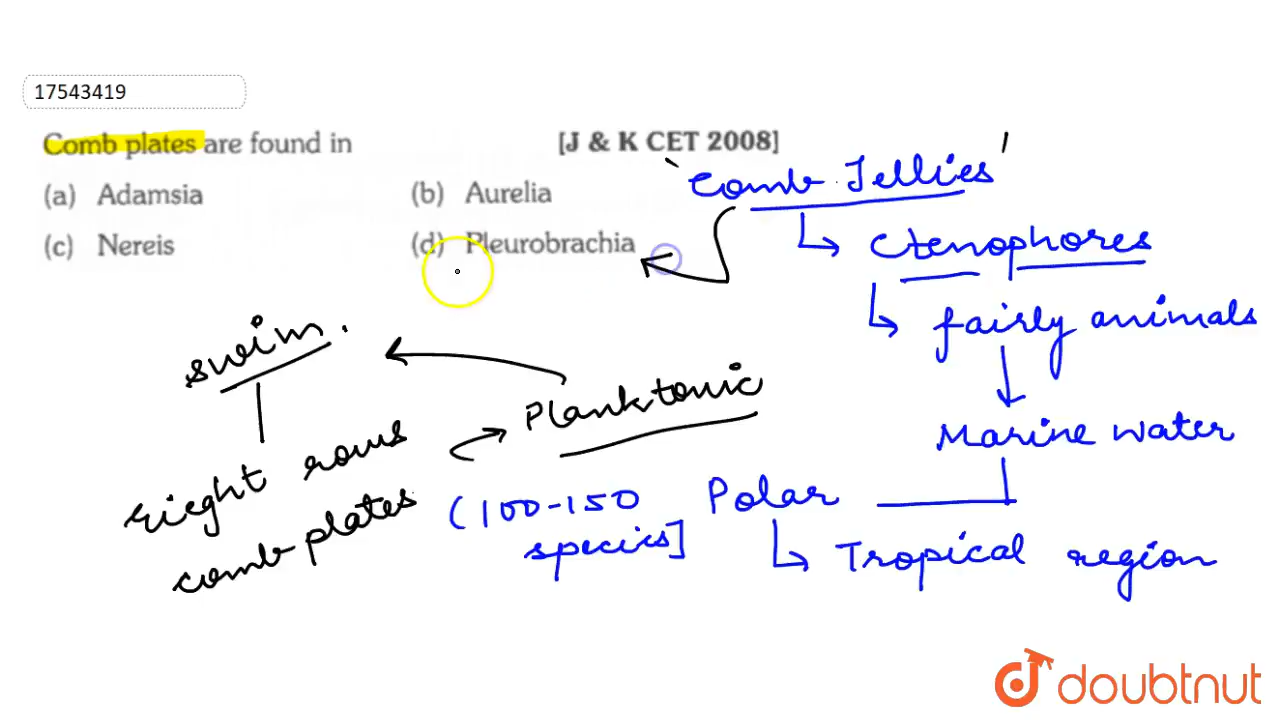 17543419
Comb plates are found in [J & K CET 2008]
(a) Adamsia (b) Aurelia
(c) Nereis (d) Pleurobrachia
'Comb Jellies'
Ctenophores
fairly animals
Marine water
Polar
Tropical region
(100-150
species]
Planktonic
swim.
eieght rows
comb plates
doubtnut